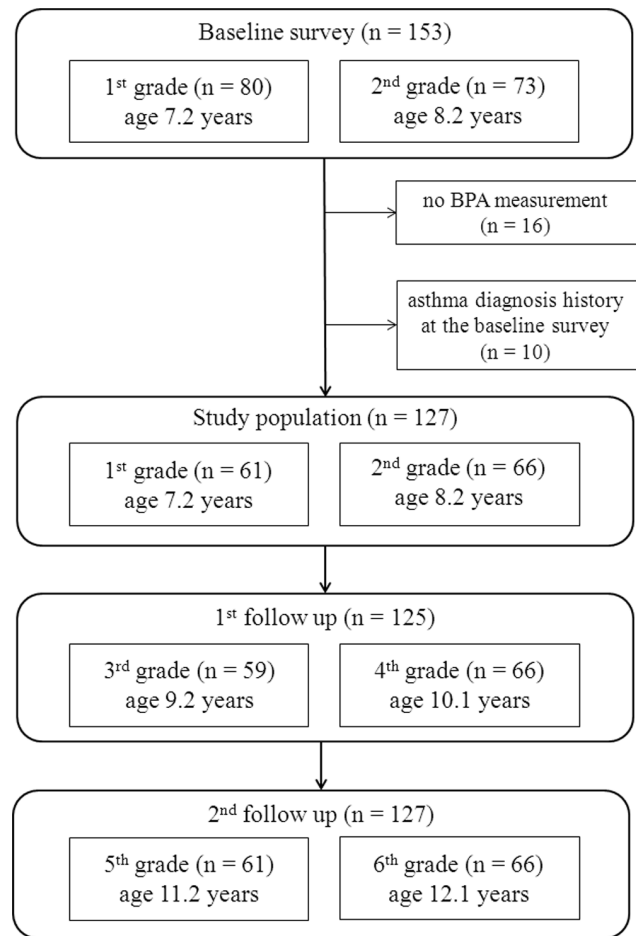 Baseline survey (n = 153)
1st grade (n = 80)
age 7.2 years
2nd grade (n = 73)
age 8.2 years
no BPA measurement
(n = 16)
asthma diagnosis history
at the baseline survey
(n = 10)
Study population (n = 127)
1st grade (n = 61)
age 7.2 years
2nd grade (n = 66)
age 8.2 years
1st follow up (n = 125)
3rd grade (n = 59)
age 9.2 years
4th grade (n = 66)
age 10.1 years
2nd follow up (n = 127)
5th grade (n = 61)
age 11.2 years
6th grade (n = 66)
age 12.1 years